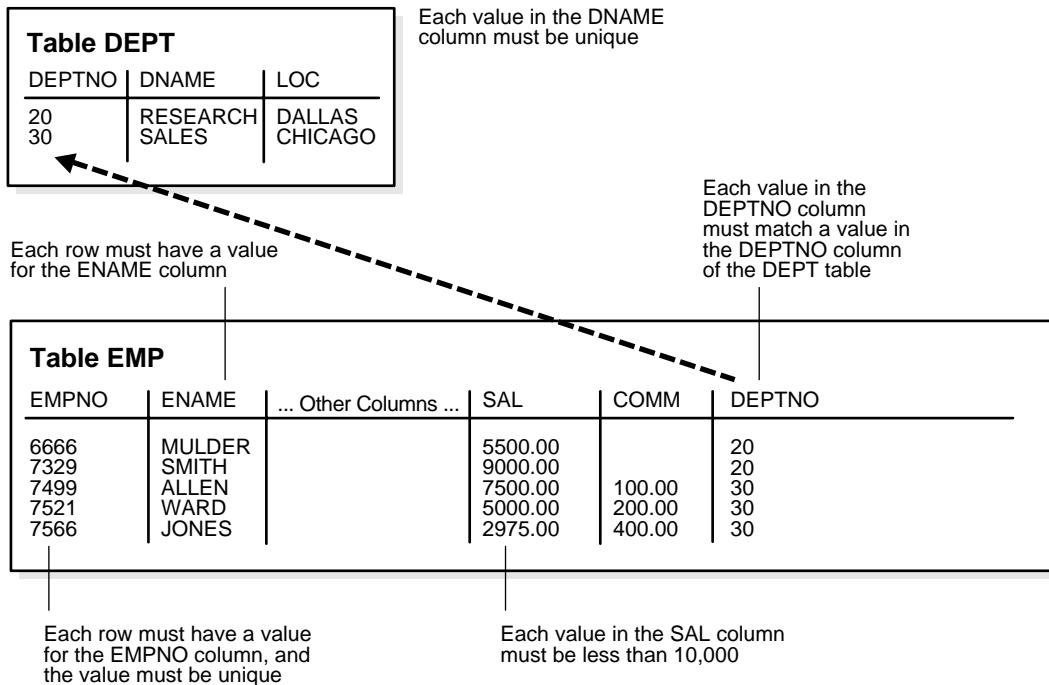 Each value in the DNAME
column must be unique
Table DEPT
DEPTNO DNAME LOC
20 RESEARCH DALLAS
30 SALES CHICAGO
Each value in the
DEPTNO column
must match a value in
the DEPTNO column
of the DEPT table
Each row must have a value
for the ENAME column
Table EMP
EMPNO ENAME ... Other Columns ... SAL COMM DEPTNO
6666 MULDER 5500.00 20
7329 SMITH 9000.00 20
7499 ALLEN 7500.00 100.00 30
7521 WARD 5000.00 200.00 30
7566 JONES 2975.00 400.00 30
Each row must have a value
for the EMPNO column, and
the value must be unique
Each value in the SAL column
must be less than 10,000